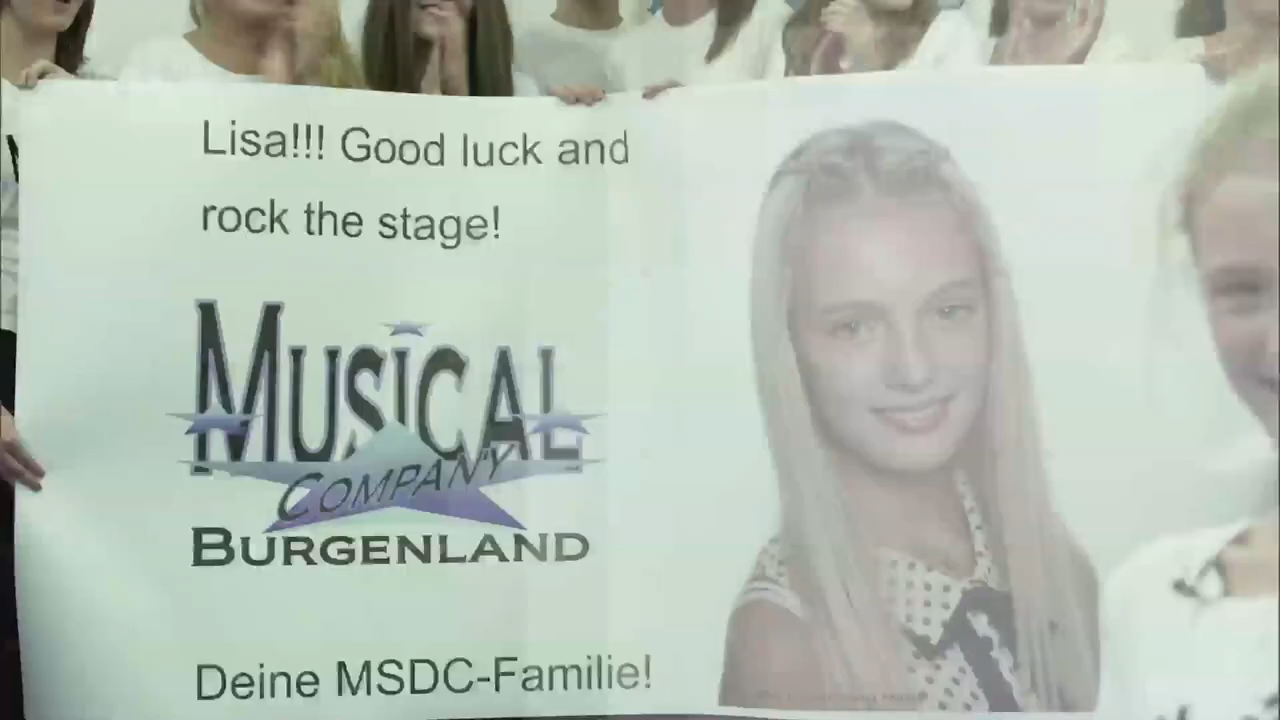 Lisa!!! Good luck and
rock the stage!
MUSICAL
COMPANY
BURGENLAND
Deine MSDC-Familie!